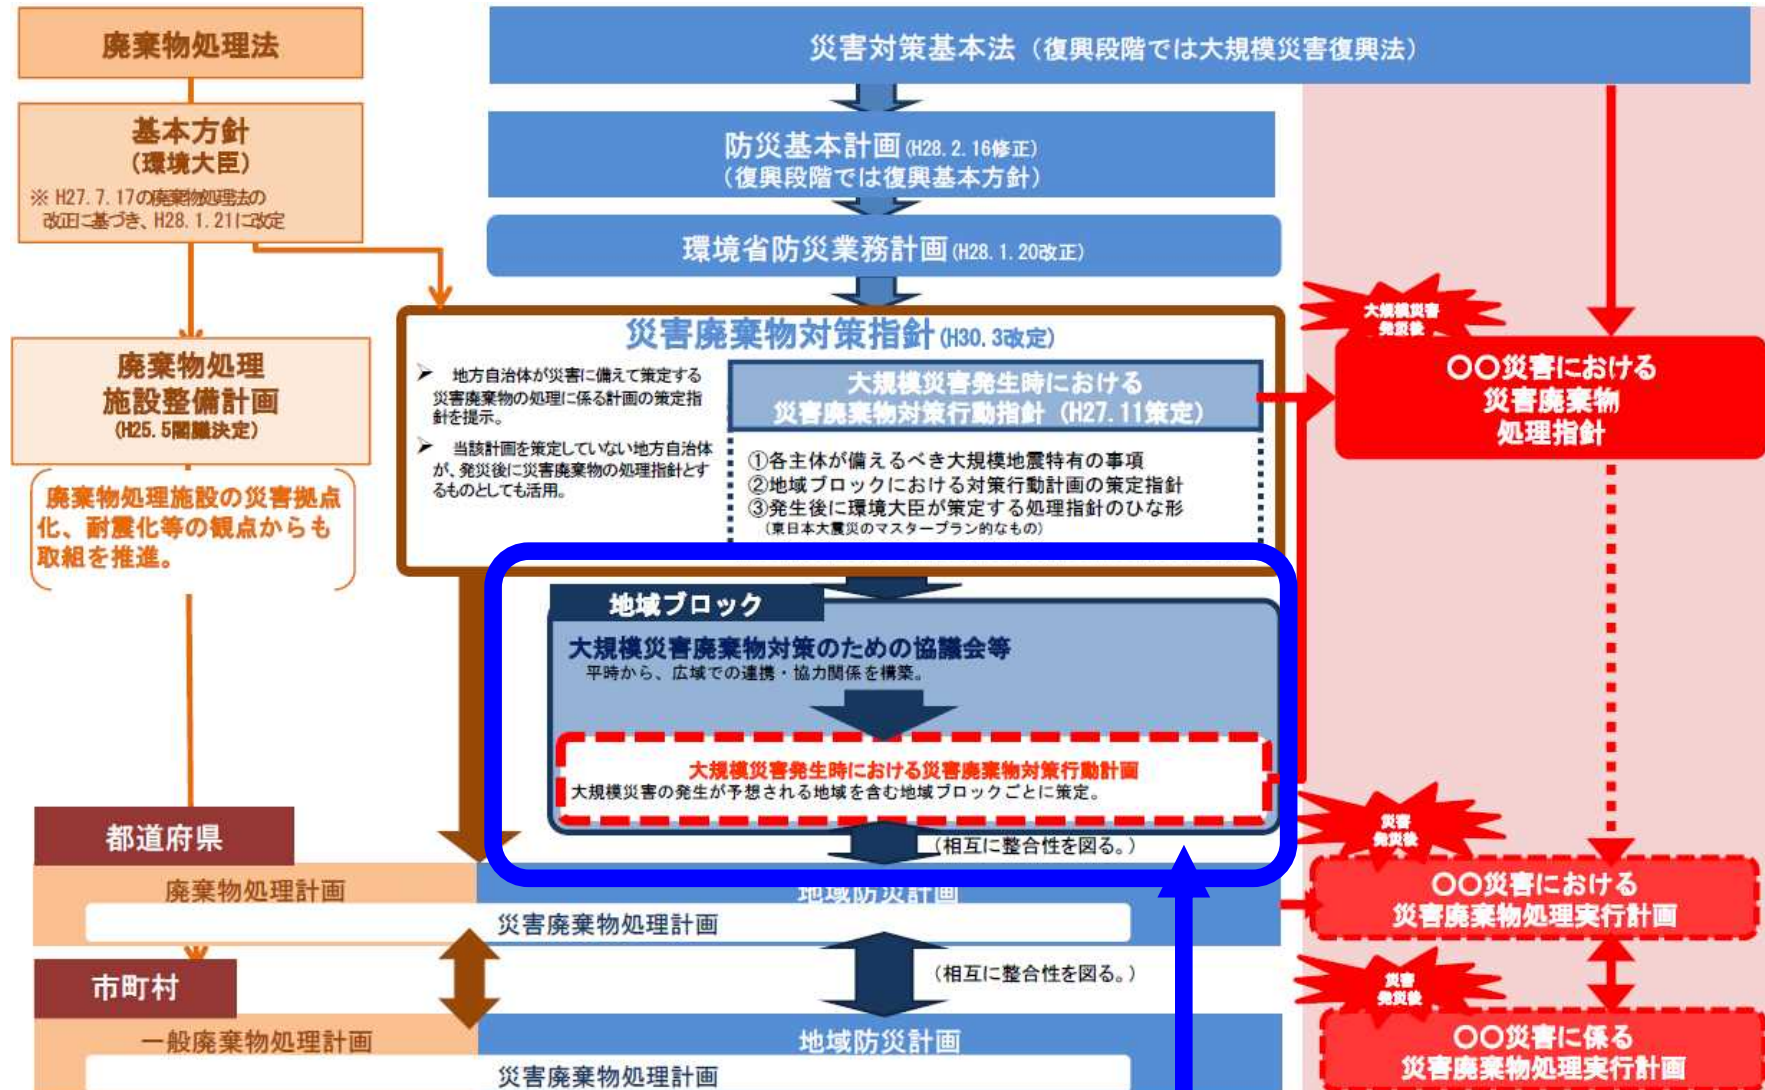 廃棄物処理法
基本方針
(環境大臣)
※ H27.7.17の廃棄物処理法の
改正に基づき、H28.1.21に改定
廃棄物処理
施設整備計画
(H25.5閣議決定)
廃棄物処理施設の災害拠点
化、耐震化等の観点からも
取組を推進。
災害対策基本法（復興段階では大規模災害復興法）
防災基本計画(H28.2.16修正)
（復興段階では復興基本方針）
環境省防災業務計画(H28.1.20改正)
災害廃棄物対策指針(H30.3改定)
➢ 地方自治体が災害に備えて策定する
災害廃棄物の処理に係る計画の策定指
針を提示。
➢ 当該計画を策定していない地方自治体
が、発災後に災害廃棄物の処理指針とす
るものとしても活用。
大規模災害発生時における
災害廃棄物対策行動指針（H27.11策定）
①各主体が備えるべき大規模地震特有の事項
②地域ブロックにおける対策行動計画の策定指針
③発生後に環境大臣が策定する処理指針のひな形
（東日本大震災のマスタープラン的なもの）
地域ブロック
大規模災害廃棄物対策のための協議会等
平時から、広域での連携・協力関係を構築。
大規模災害発生時における災害廃棄物対策行動計画
大規模災害の発生が予想される地域を含む地域ブロックごとに策定。
（相互に整合性を図る。）
都道府県
廃棄物処理計画
地域防災計画
災害廃棄物処理計画
（相互に整合性を図る。）
市町村
一般廃棄物処理計画
地域防災計画
災害廃棄物処理計画
大規模災害
発災後
〇〇災害における
災害廃棄物
処理指針
災害
発災後
〇〇災害における
災害廃棄物処理実行計画
災害
発災後
〇〇災害に係る
災害廃棄物処理実行計画